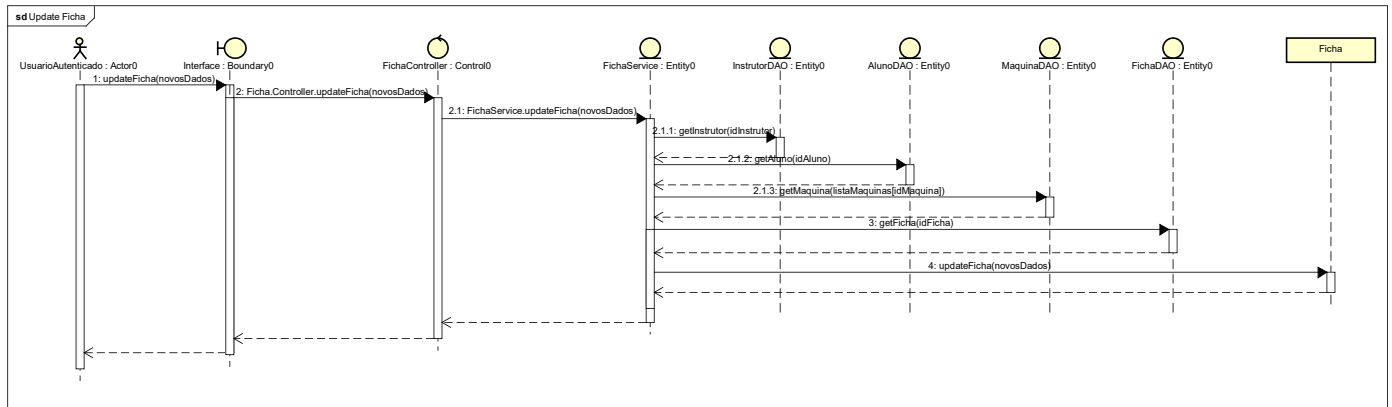 sd Update Ficha
UsuarioAutenticado : Actor0
Interface : Boundary0
FichaController : Control0
FichaService : Entity0
InstrutorDAO : Entity0
AlunoDAO : Entity0
MaquinaDAO : Entity0
FichaDAO : Entity0
Ficha
1: updateFicha(novosDados)
2: Ficha.Controller.updateFicha(novosDados)
2.1: FichaService.updateFicha(novosDados)
2.1.1: getInstrutor(idInstrutor)
2.1.2: getAluno(idAluno)
2.1.3: getMaquina(listaMaquinas[idMaquina])
3: getFicha(idFicha)
4: updateFicha(novosDados)